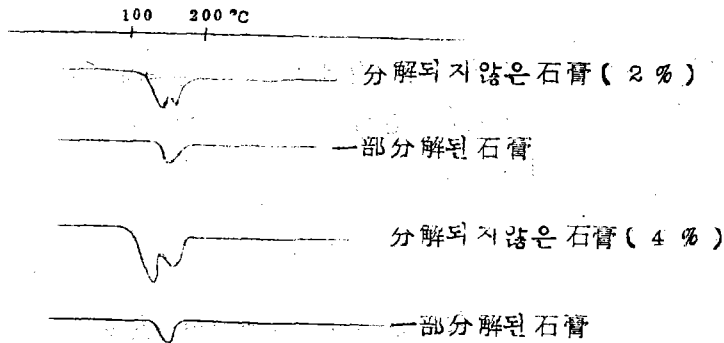 100 200 °C
分解되지않은石膏 ( 2 % )
一部分解된石膏
分解되지않은石膏 ( 4 % )
一部分解된石膏